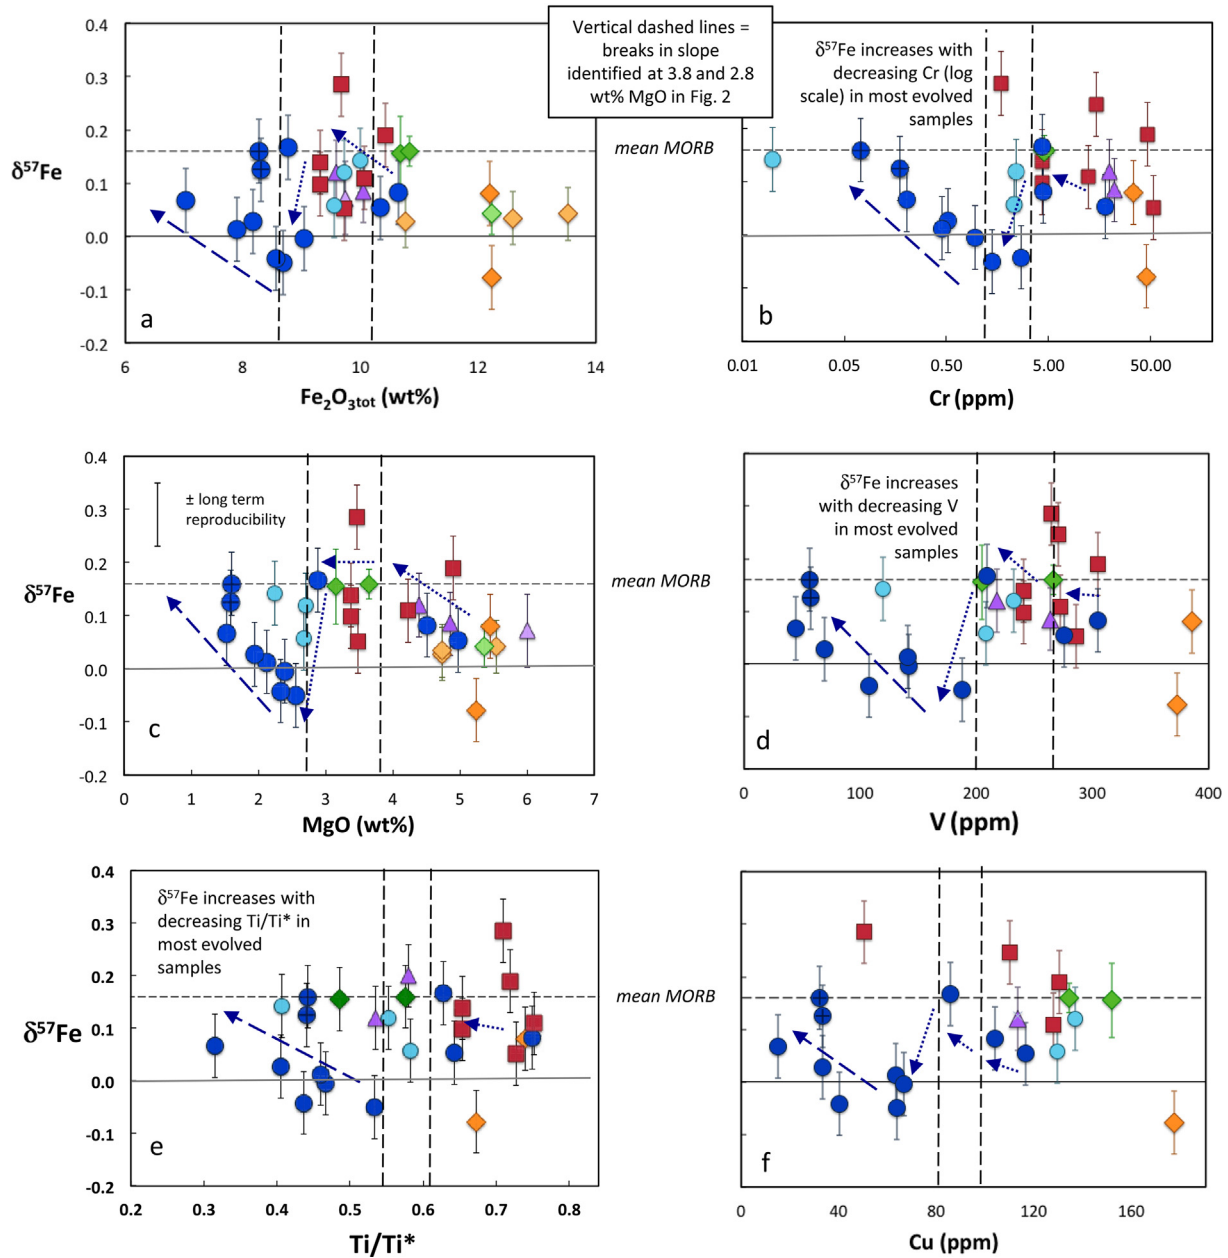 0.4
0.3
0.2
δ⁵⁷Fe
0.1
0.0
-0.1
-0.2
a
6
8
10
12
14
Fe₂O₃tot (wt%)
Vertical dashed lines =
breaks in slope
identified at 3.8 and 2.8
wt% MgO in Fig. 2
mean MORB
δ⁵⁷Fe increases with
decreasing Cr (log
scale) in most evolved
samples
b
0.01
0.05
0.50
5.00
50.00
Cr (ppm)
0.4
0.3
0.2
δ⁵⁷Fe
0.1
0.0
-0.1
-0.2
± long term
reproducibility
c
0
1
2
3
4
5
6
7
MgO (wt%)
mean MORB
δ⁵⁷Fe increases
with decreasing V
in most evolved
samples
d
0
100
200
300
400
V (ppm)
0.4
0.3
0.2
δ⁵⁷Fe
0.1
0.0
-0.1
-0.2
δ⁵⁷Fe increases with
decreasing Ti/Ti* in
most evolved
samples
e
0.2
0.3
0.4
0.5
0.6
0.7
0.8
Ti/Ti*
mean MORB
f
0
40
80
120
160
Cu (ppm)